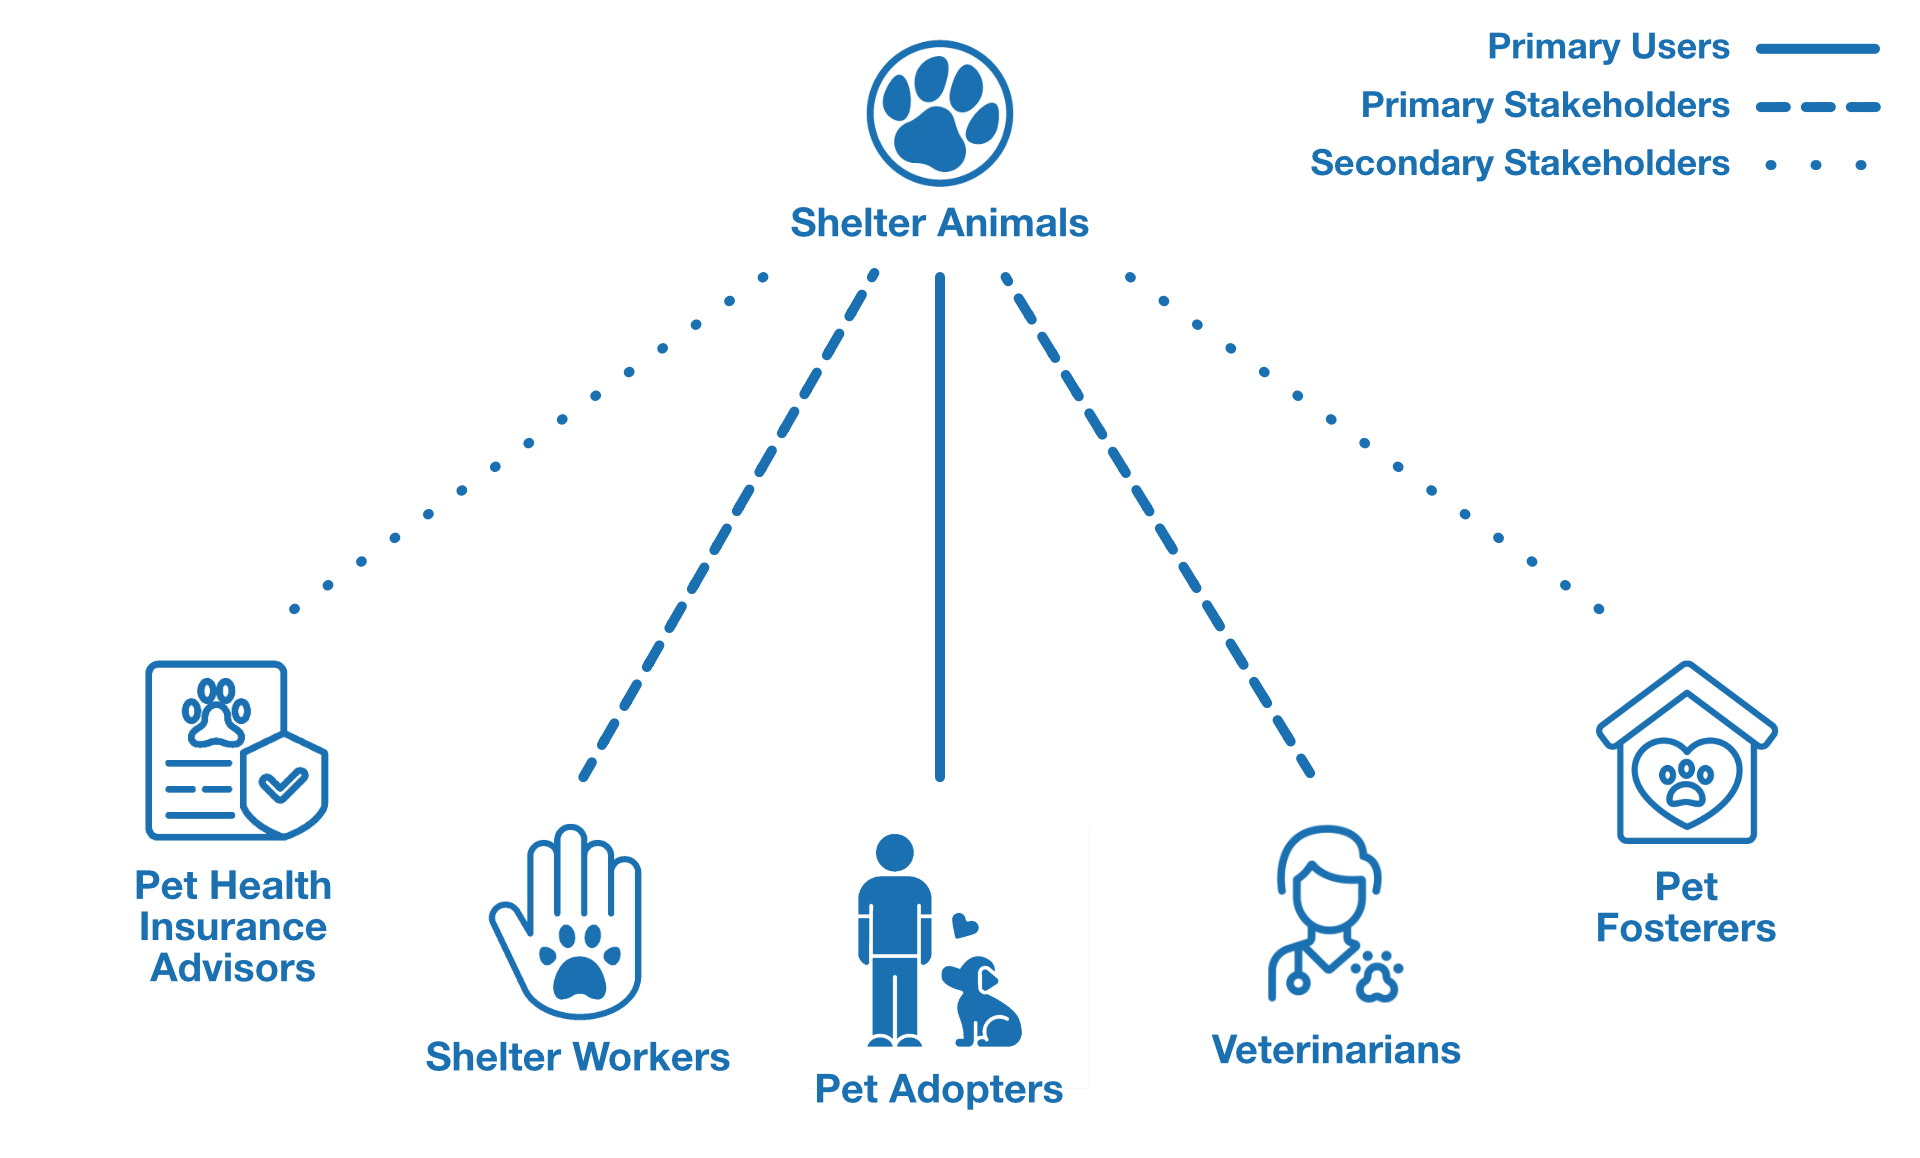 Primary Users
Primary Stakeholders
Secondary Stakeholders
Shelter Animals
Pet Health
Insurance
Advisors
Shelter Workers
Pet Adopters
Veterinarians
Pet
Fosterers